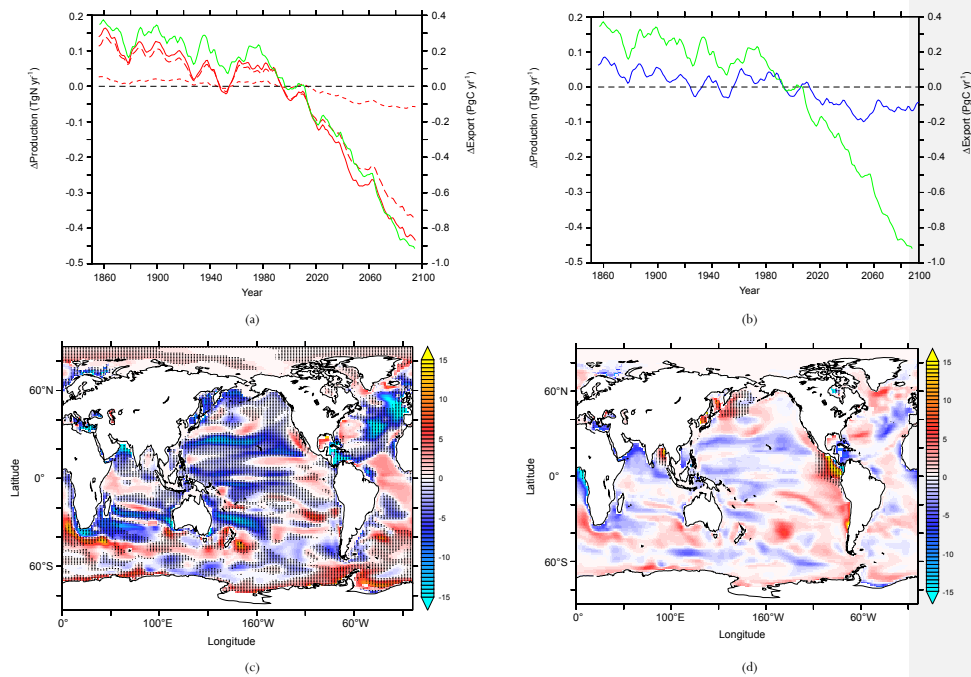 0.2
0.1
0.0
-0.1
-0.2
-0.3
-0.4
-0.5
ΔProduction (TgN yr-1)
0.4
0.2
0.0
-0.2
-0.4
-0.6
-0.8
-1.0
ΔExport (PgC yr-1)
1860 1900 1940 1980 2020 2060 2100
Year
(a)
0.2
0.1
0.0
-0.1
-0.2
-0.3
-0.4
-0.5
ΔProduction (TgN yr-1)
0.4
0.2
0.0
-0.2
-0.4
-0.6
-0.8
-1.0
ΔExport (PgC yr-1)
1860 1900 1940 1980 2020 2060 2100
Year
(b)
60°N
0°
60°S
Latitude
0° 100°E 160°W 60°W
Longitude
15
10
5
0
-5
-10
-15
(c)
60°N
0°
60°S
Latitude
0° 100°E 160°W 60°W
Longitude
15
10
5
0
-5
-10
-15
(d)